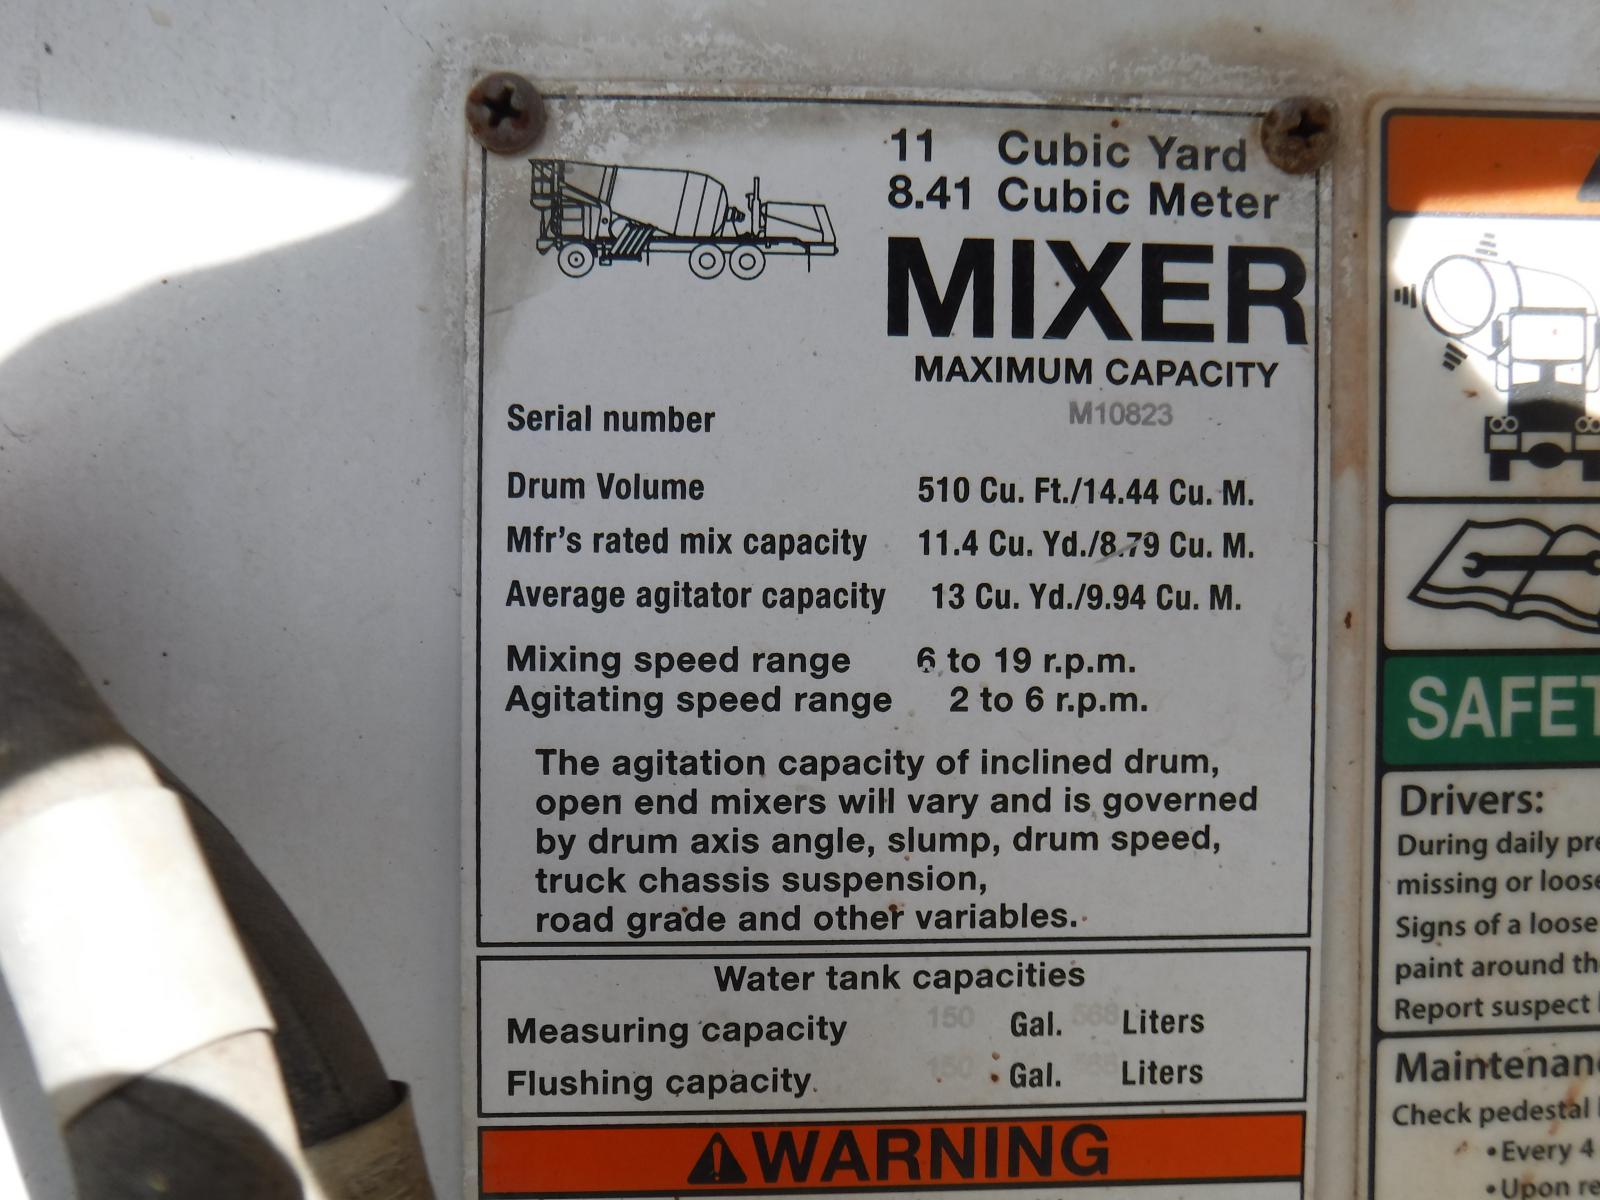 11 Cubic Yard
8.41 Cubic Meter
MIXER
MAXIMUM CAPACITY
Serial number M10823
Drum Volume 510 Cu. Ft./14.44 Cu. M.
Mfr's rated mix capacity 11.4 Cu. Yd./8.79 Cu. M.
Average agitator capacity 13 Cu. Yd./9.94 Cu. M.
Mixing speed range 6 to 19 r.p.m.
Agitating speed range 2 to 6 r.p.m.
The agitation capacity of inclined drum,
open end mixers will vary and is governed
by drum axis angle, slump, drum speed,
truck chassis suspension,
road grade and other variables.
Water tank capacities
Measuring capacity 150 Gal. 568 Liters
Flushing capacity 150 Gal. 568 Liters
WARNING
SAFET
Drivers:
During daily pre
missing or loose
Signs of a loose
paint around th
Report suspect
Maintenan
Check pedestal
•Every 4
•Upon re